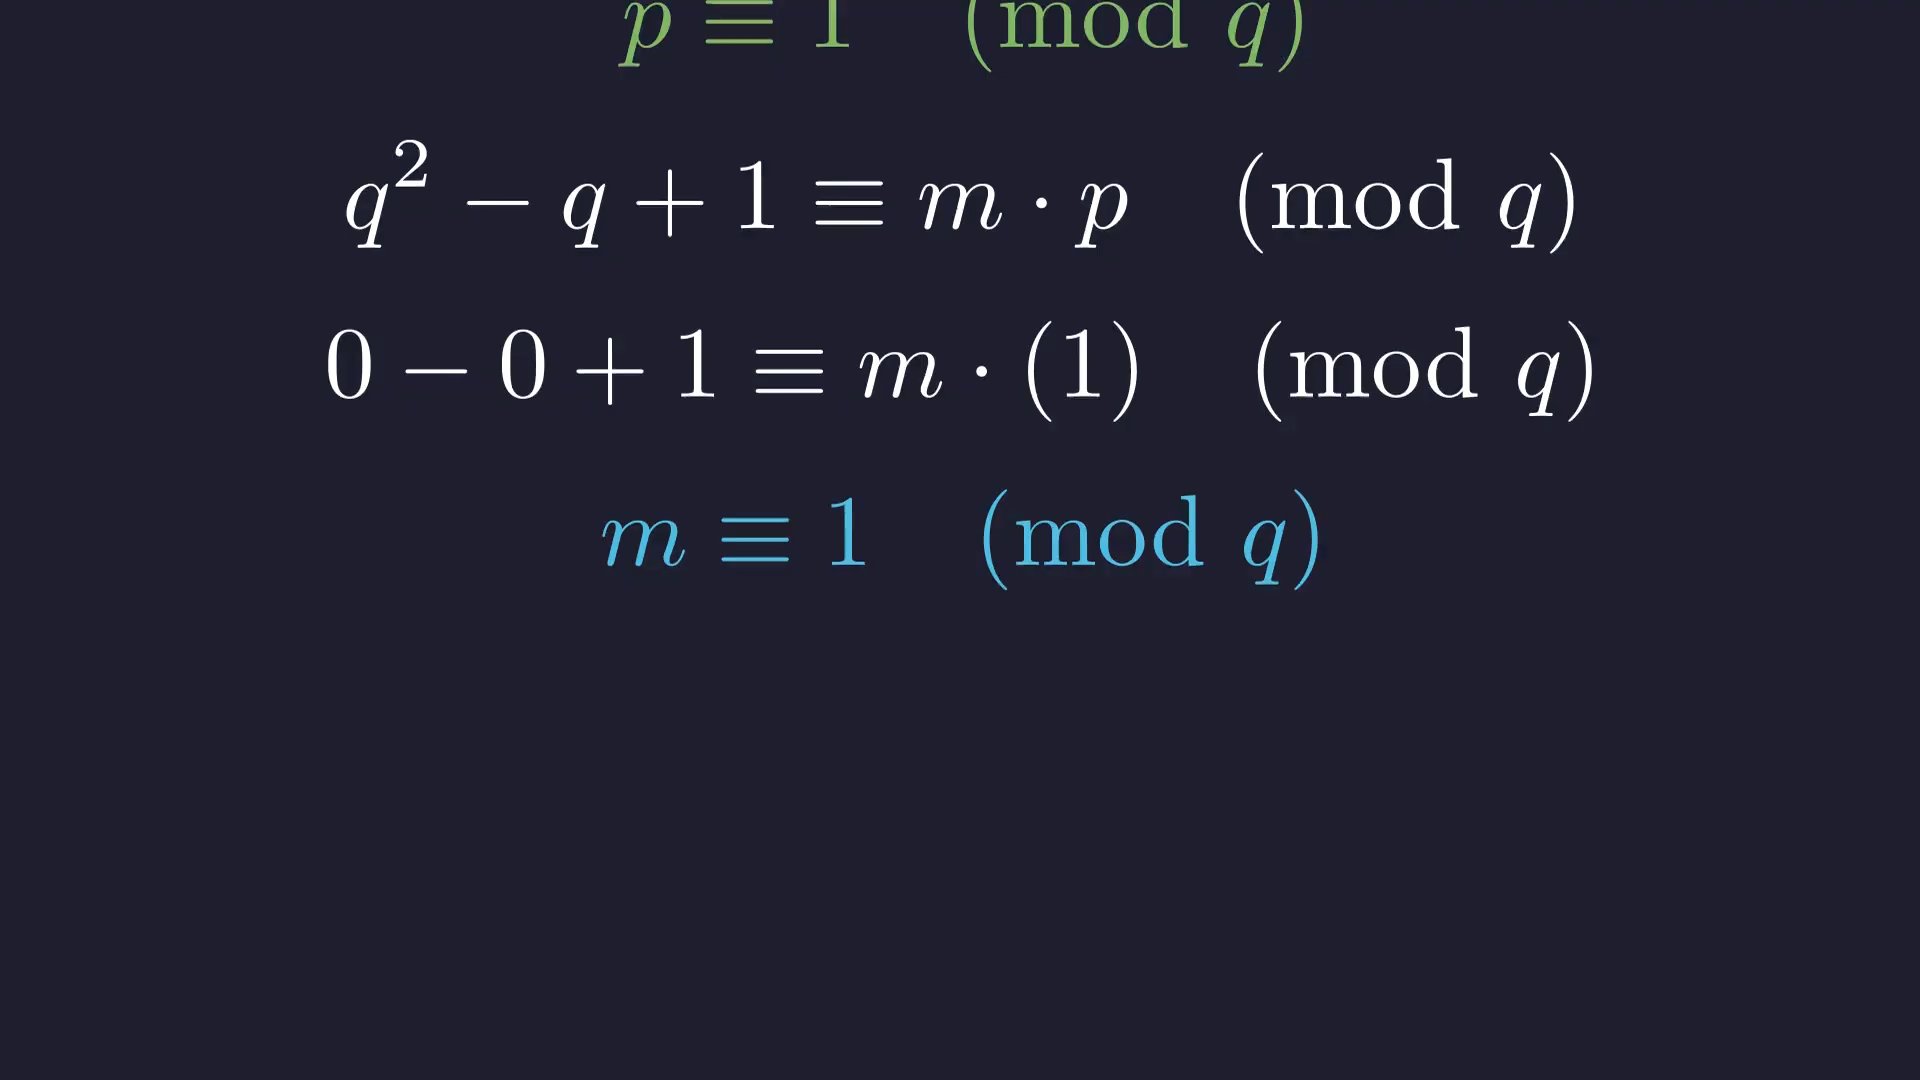 p ≡ 1 (mod q)
q² − q + 1 ≡ m · p (mod q)
0 − 0 + 1 ≡ m · (1) (mod q)
m ≡ 1 (mod q)